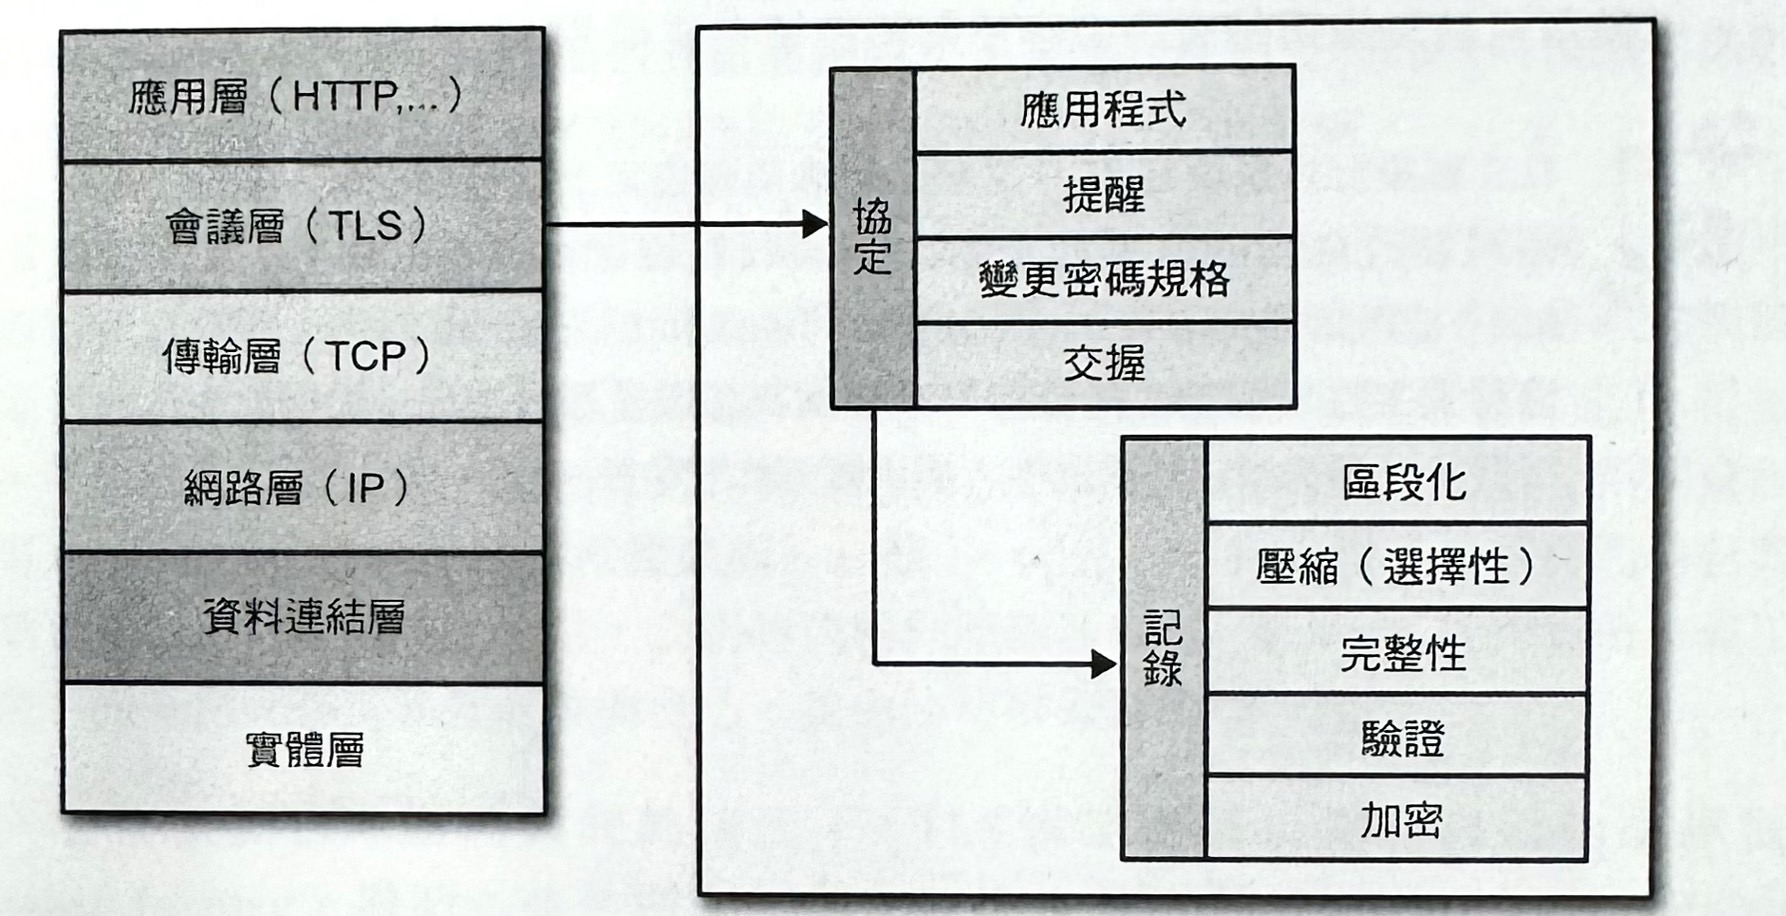 應用層（HTTP,...）
會議層（TLS）
傳輸層（TCP）
網路層（IP）
資料連結層
實體層
協定
應用程式
提醒
變更密碼規格
交握
記錄
區段化
壓縮（選擇性）
完整性
驗證
加密